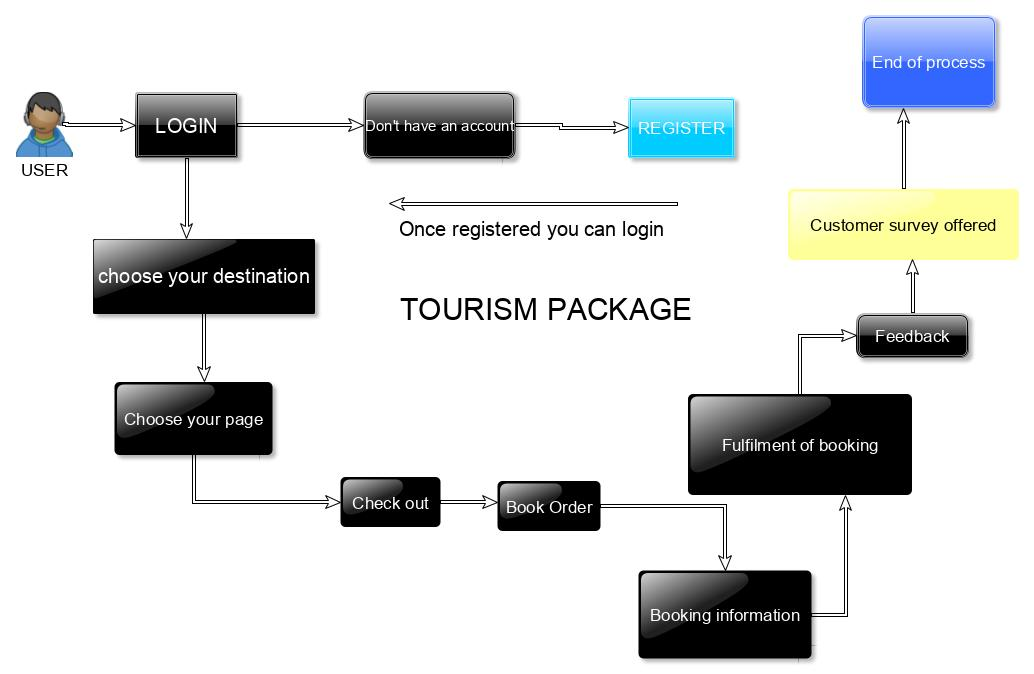 End of process
LOGIN
Don't have an account
REGISTER
USER
Once registered you can login
Customer survey offered
choose your destination
TOURISM PACKAGE
Feedback
Choose your page
Fulfilment of booking
Check out
Book Order
Booking information